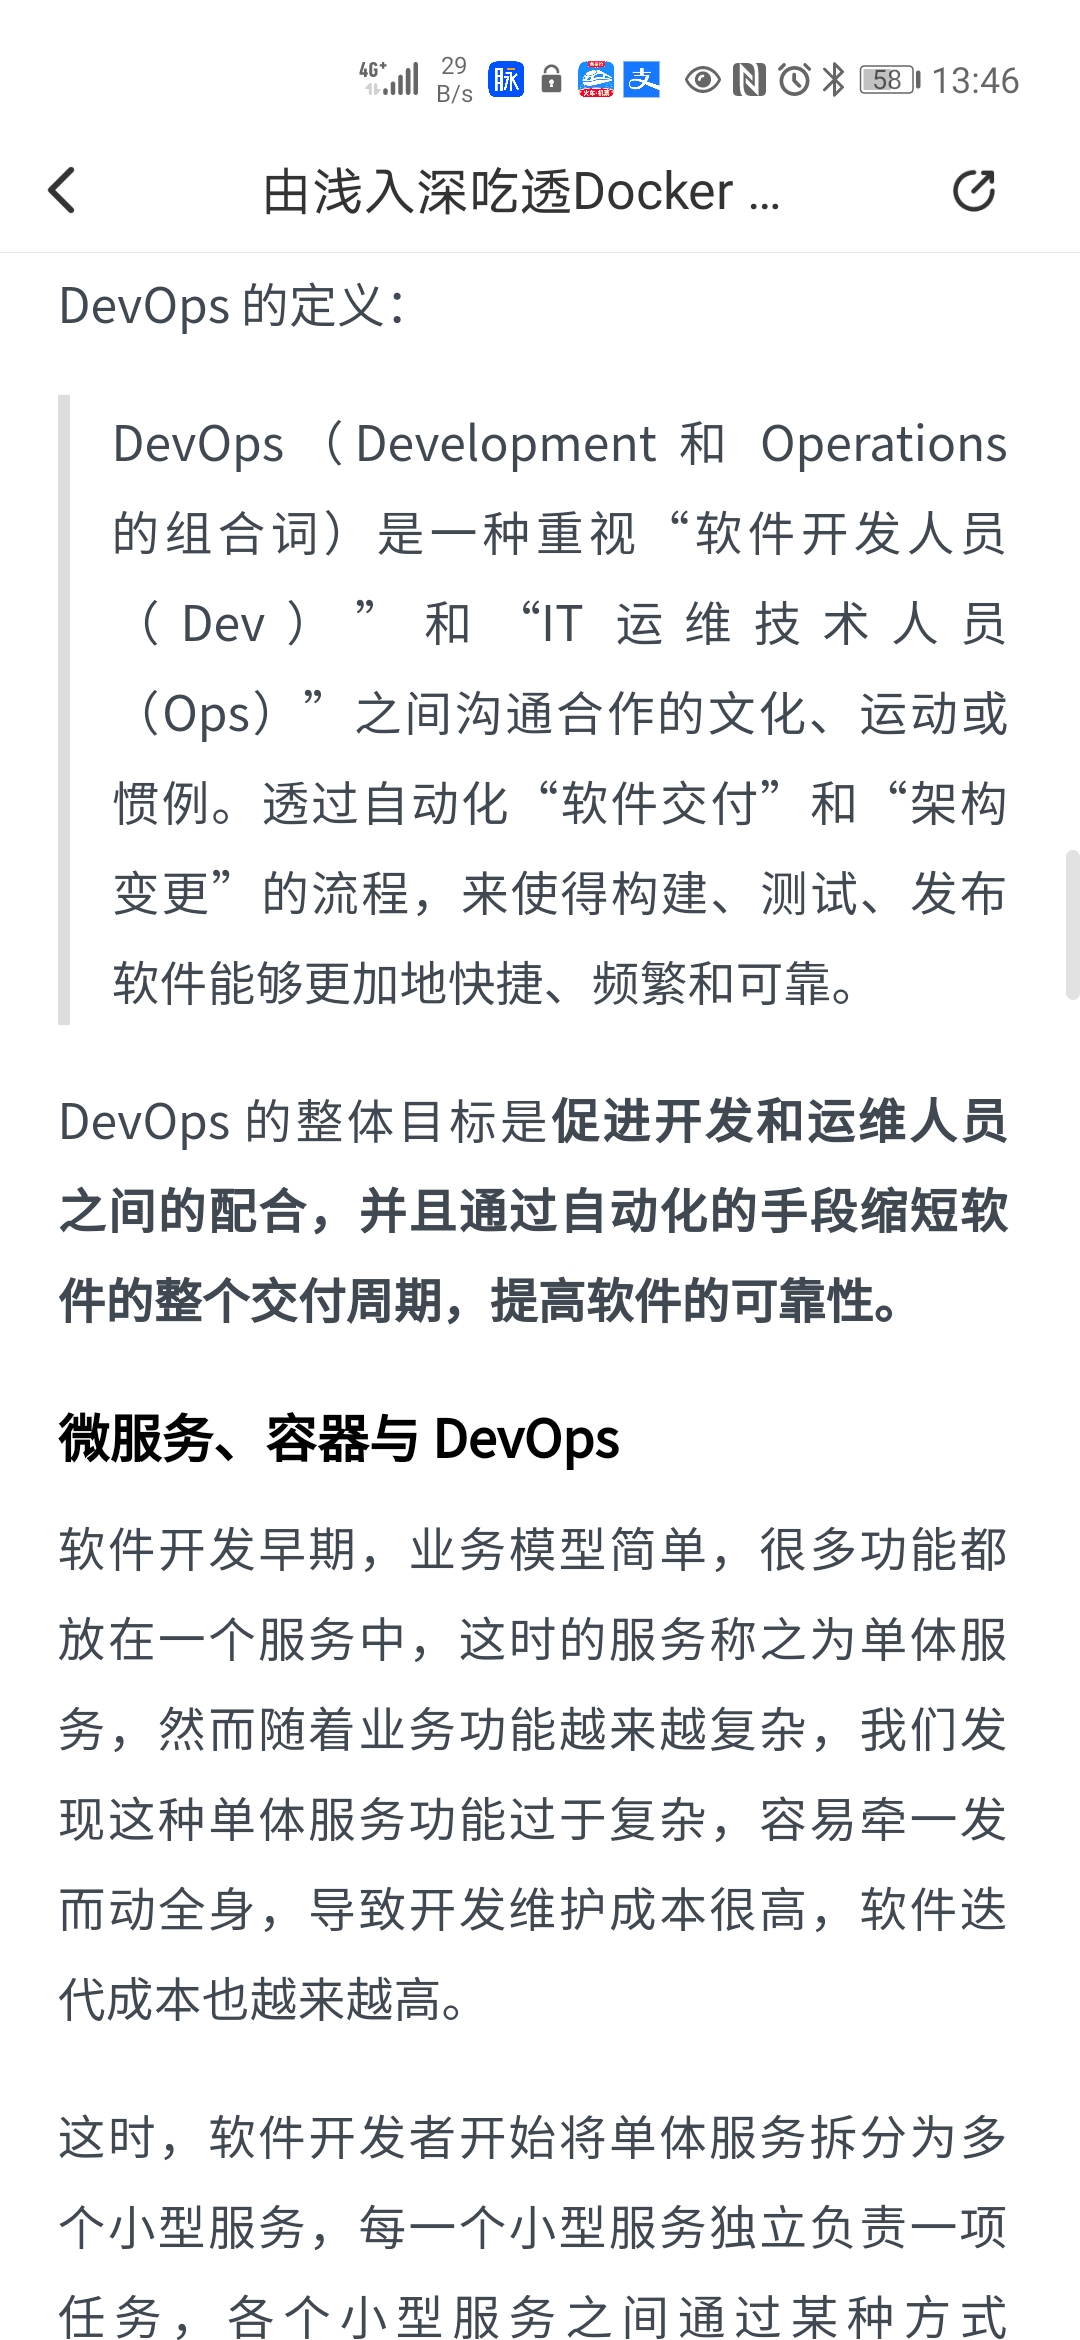 4G+
29
B/s
脉
支
58
13:46
由浅入深吃透Docker ...
DevOps 的定义：
DevOps（Development 和 Operations
的组合词）是一种重视“软件开发人员
（Dev）”和“IT 运维技术人员
（Ops）”之间沟通合作的文化、运动或
惯例。透过自动化“软件交付”和“架构
变更”的流程，来使得构建、测试、发布
软件能够更加地快捷、频繁和可靠。
DevOps 的整体目标是促进开发和运维人员
之间的配合，并且通过自动化的手段缩短软
件的整个交付周期，提高软件的可靠性。
微服务、容器与 DevOps
软件开发早期，业务模型简单，很多功能都
放在一个服务中，这时的服务称之为单体服
务，然而随着业务功能越来越复杂，我们发
现这种单体服务功能过于复杂，容易牵一发
而动全身，导致开发维护成本很高，软件迭
代成本也越来越高。
这时，软件开发者开始将单体服务拆分为多
个小型服务，每一个小型服务独立负责一项
任务，各个小型服务之间通过某种方式